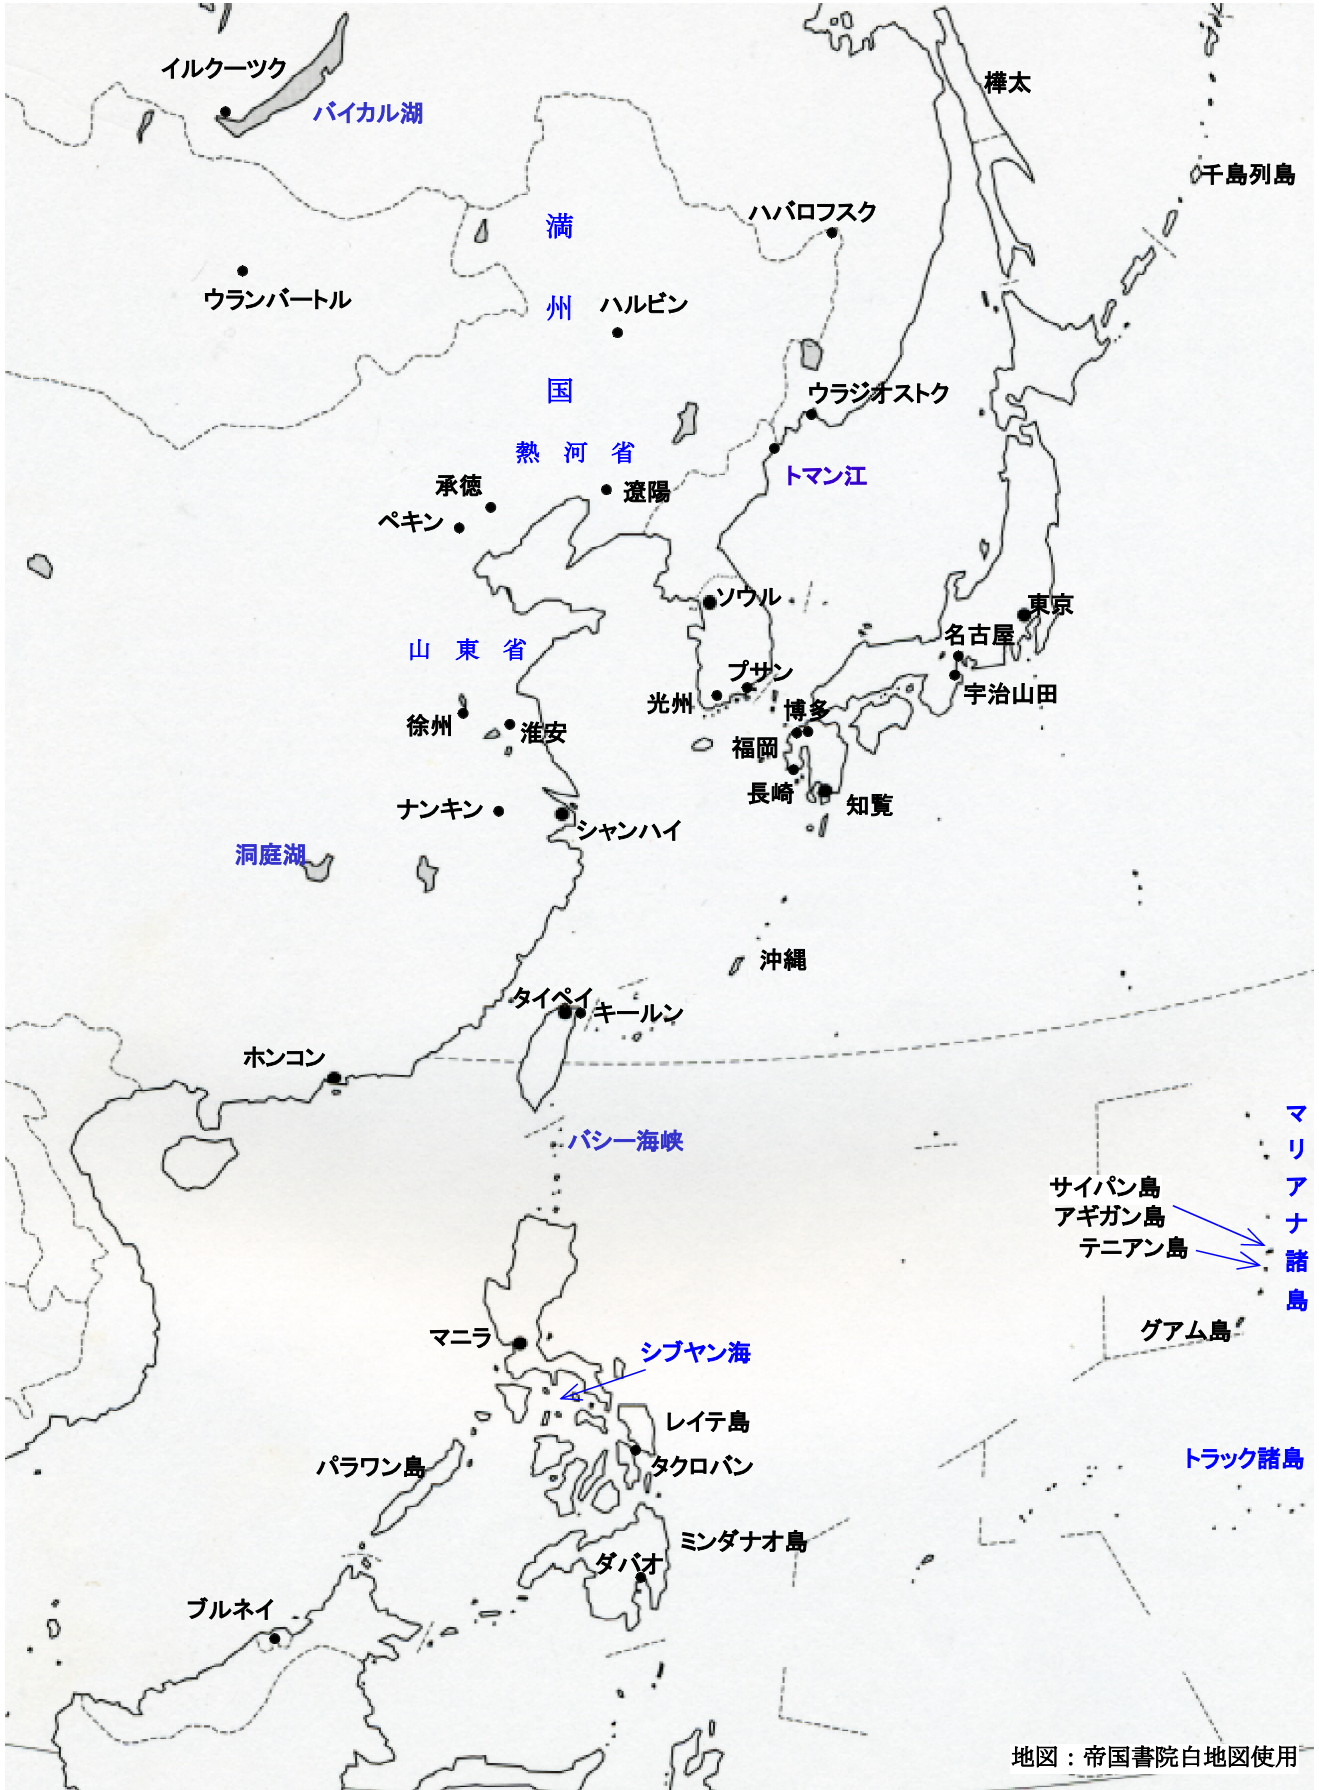 イルクーツク
バイカル湖
樺太
千島列島
ハバロフスク
満州国
ウランバートル
ハルビン
ウラジオストク
熱河省
トマン江
承徳
遼陽
ペキン
ソウル
東京
名古屋
山東省
プサン
宇治山田
光州
博多
徐州
淮安
福岡
長崎
知覧
ナンキン
シャンハイ
洞庭湖
沖縄
タイペイ
キールン
ホンコン
マリアナ諸島
バシー海峡
サイパン島
アギガン島
テニアン島
グアム島
マニラ
シブヤン海
レイテ島
トラック諸島
パラワン島
タクロバン
ミンダナオ島
ダバオ
ブルネイ
地図：帝国書院白地図使用